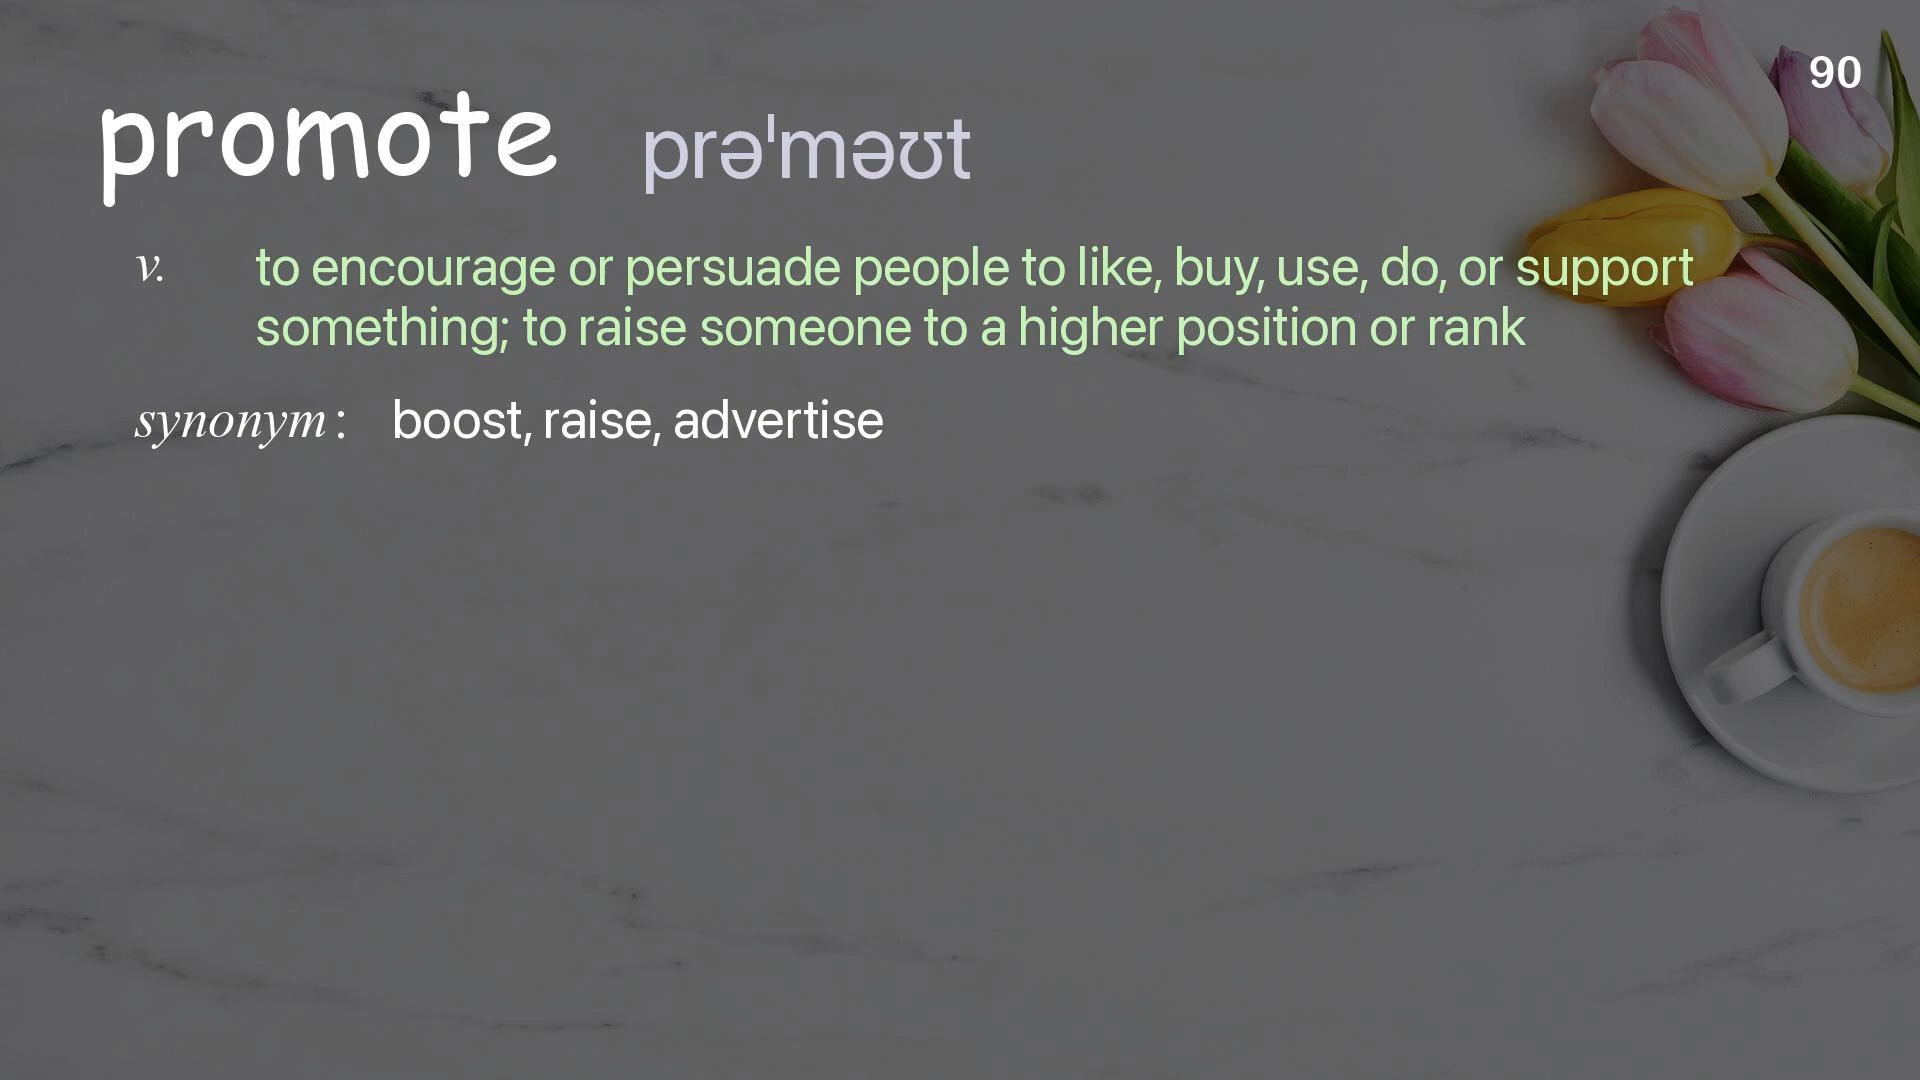 90
promote prəˈməʊt
v. to encourage or persuade people to like, buy, use, do, or support
something; to raise someone to a higher position or rank
synonym : boost, raise, advertise